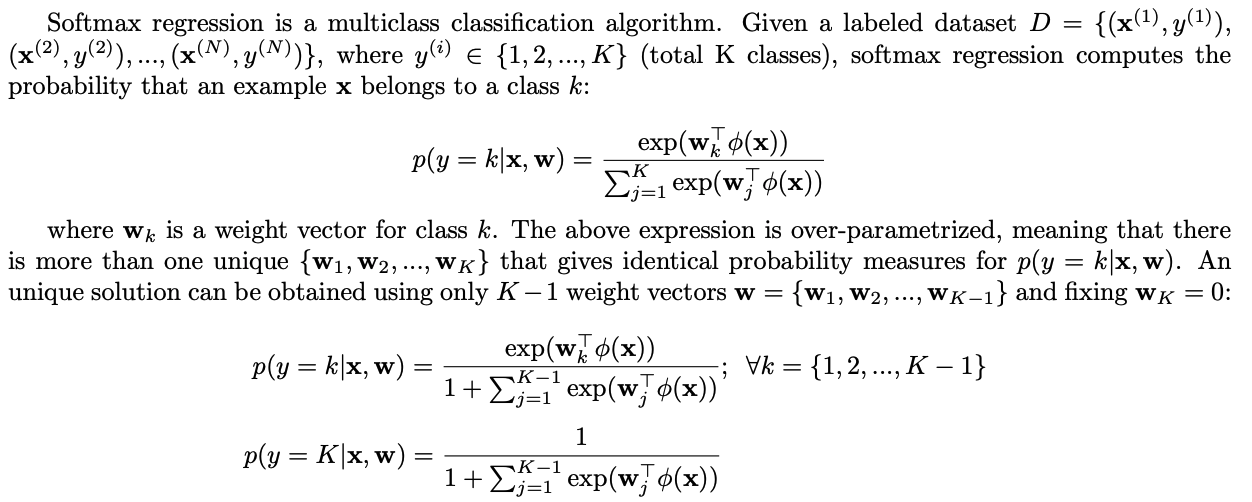 Softmax regression is a multiclass classification algorithm. Given a labeled dataset D = {(x^(1), y^(1)),
(x^(2), y^(2)), ..., (x^(N), y^(N))}, where y^(i) ∈ {1, 2, ..., K} (total K classes), softmax regression computes the
probability that an example x belongs to a class k:
p(y = k|x, w) = exp(w_k^⊤ ϕ(x)) / ∑_{j=1}^{K} exp(w_j^⊤ ϕ(x))
where w_k is a weight vector for class k. The above expression is over-parametrized, meaning that there
is more than one unique {w_1, w_2, ..., w_K} that gives identical probability measures for p(y = k|x, w). An
unique solution can be obtained using only K − 1 weight vectors w = {w_1, w_2, ..., w_{K−1}} and fixing w_K = 0:
p(y = k|x, w) = exp(w_k^⊤ ϕ(x)) / 1 + ∑_{j=1}^{K−1} exp(w_j^⊤ ϕ(x)); ∀k = {1, 2, ..., K − 1}
p(y = K|x, w) = 1 / 1 + ∑_{j=1}^{K−1} exp(w_j^⊤ ϕ(x))